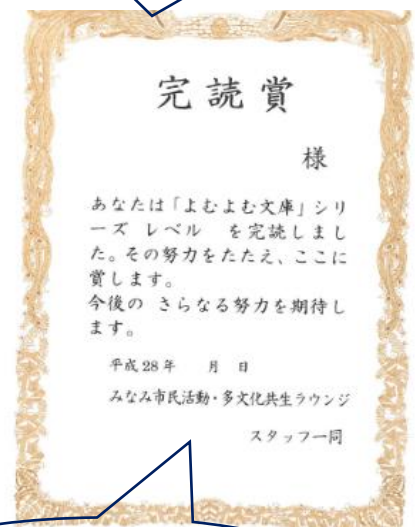 完読賞
様
あなたは「よむよむ文庫」シリ
ーズ レベル　を完読しまし
た。その努力をたたえ、ここに
賞します。
今後の さらなる努力を期待し
ます。
平成28年　月　日
みなみ市民活動・多文化共生ラウンジ
スタッフ一同